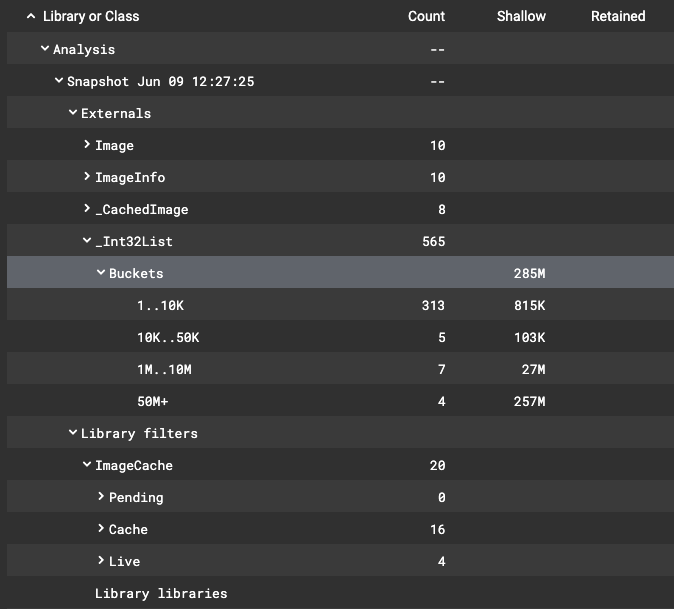 Library or Class Count Shallow Retained
Analysis --
Snapshot Jun 09 12:27:25 --
Externals
Image 10
ImageInfo 10
_CachedImage 8
_Int32List 565
Buckets 285M
1..10K 313 815K
10K..50K 5 103K
1M..10M 7 27M
50M+ 4 257M
Library filters
ImageCache 20
Pending 0
Cache 16
Live 4
Library libraries